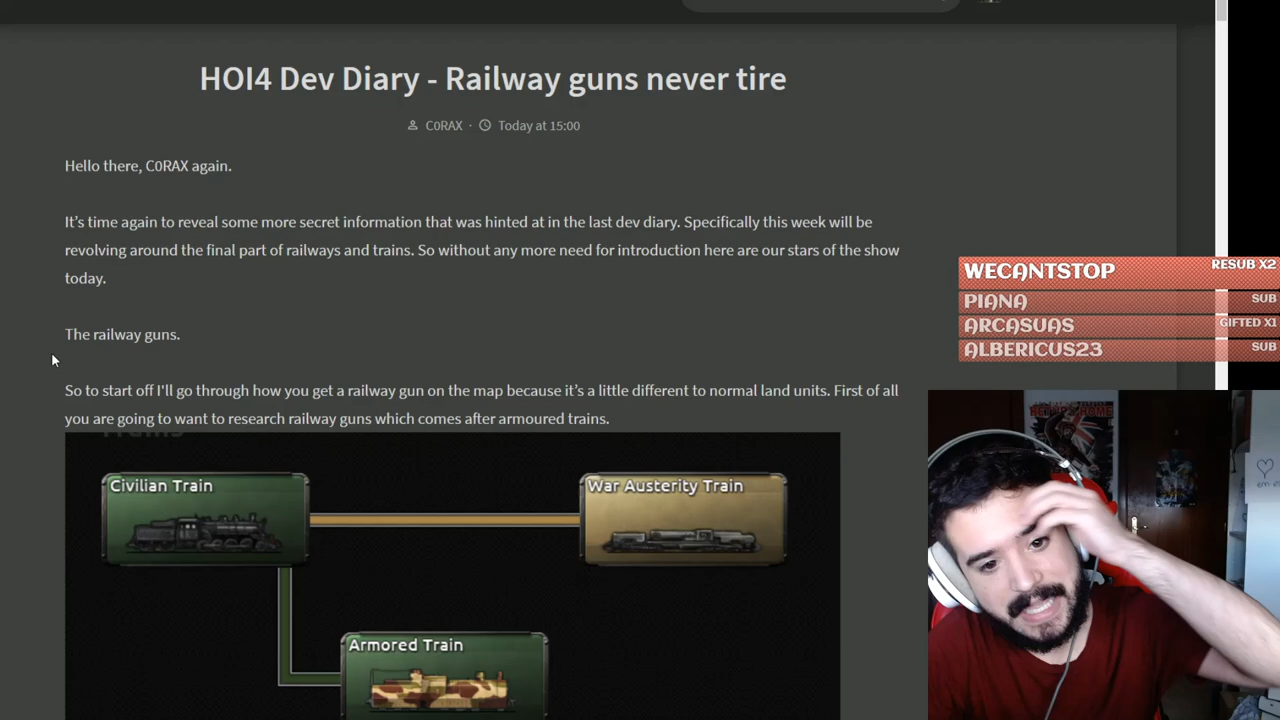 HOI4 Dev Diary - Railway guns never tire
C0RAX · Today at 15:00
Hello there, C0RAX again.
It's time again to reveal some more secret information that was hinted at in the last dev diary. Specifically this week will be
revolving around the final part of railways and trains. So without any more need for introduction here are our stars of the show
today.
The railway guns.
So to start off I'll go through how you get a railway gun on the map because it's a little different to normal land units. First of all
you are going to want to research railway guns which comes after armoured trains.
Trains
Civilian Train
War Austerity Train
Armored Train
WECANTSTOP RESUB X2
PIANA SUB
ARCASUAS GIFTED X1
ALBERICUS23 SUB